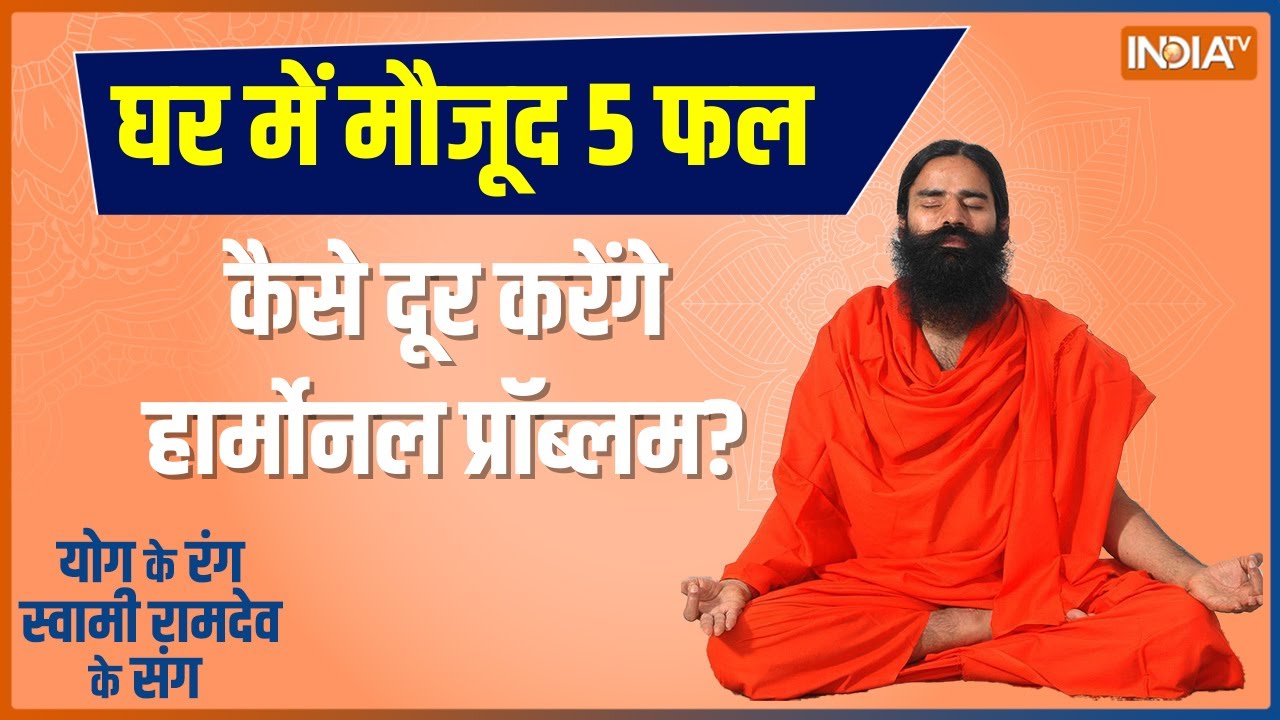 INDIA TV
घर में मौजूद 5 फल
कैसे दूर करेंगे
हार्मोनल प्रॉब्लम?
योग के रंग
स्वामी रामदेव
के संग